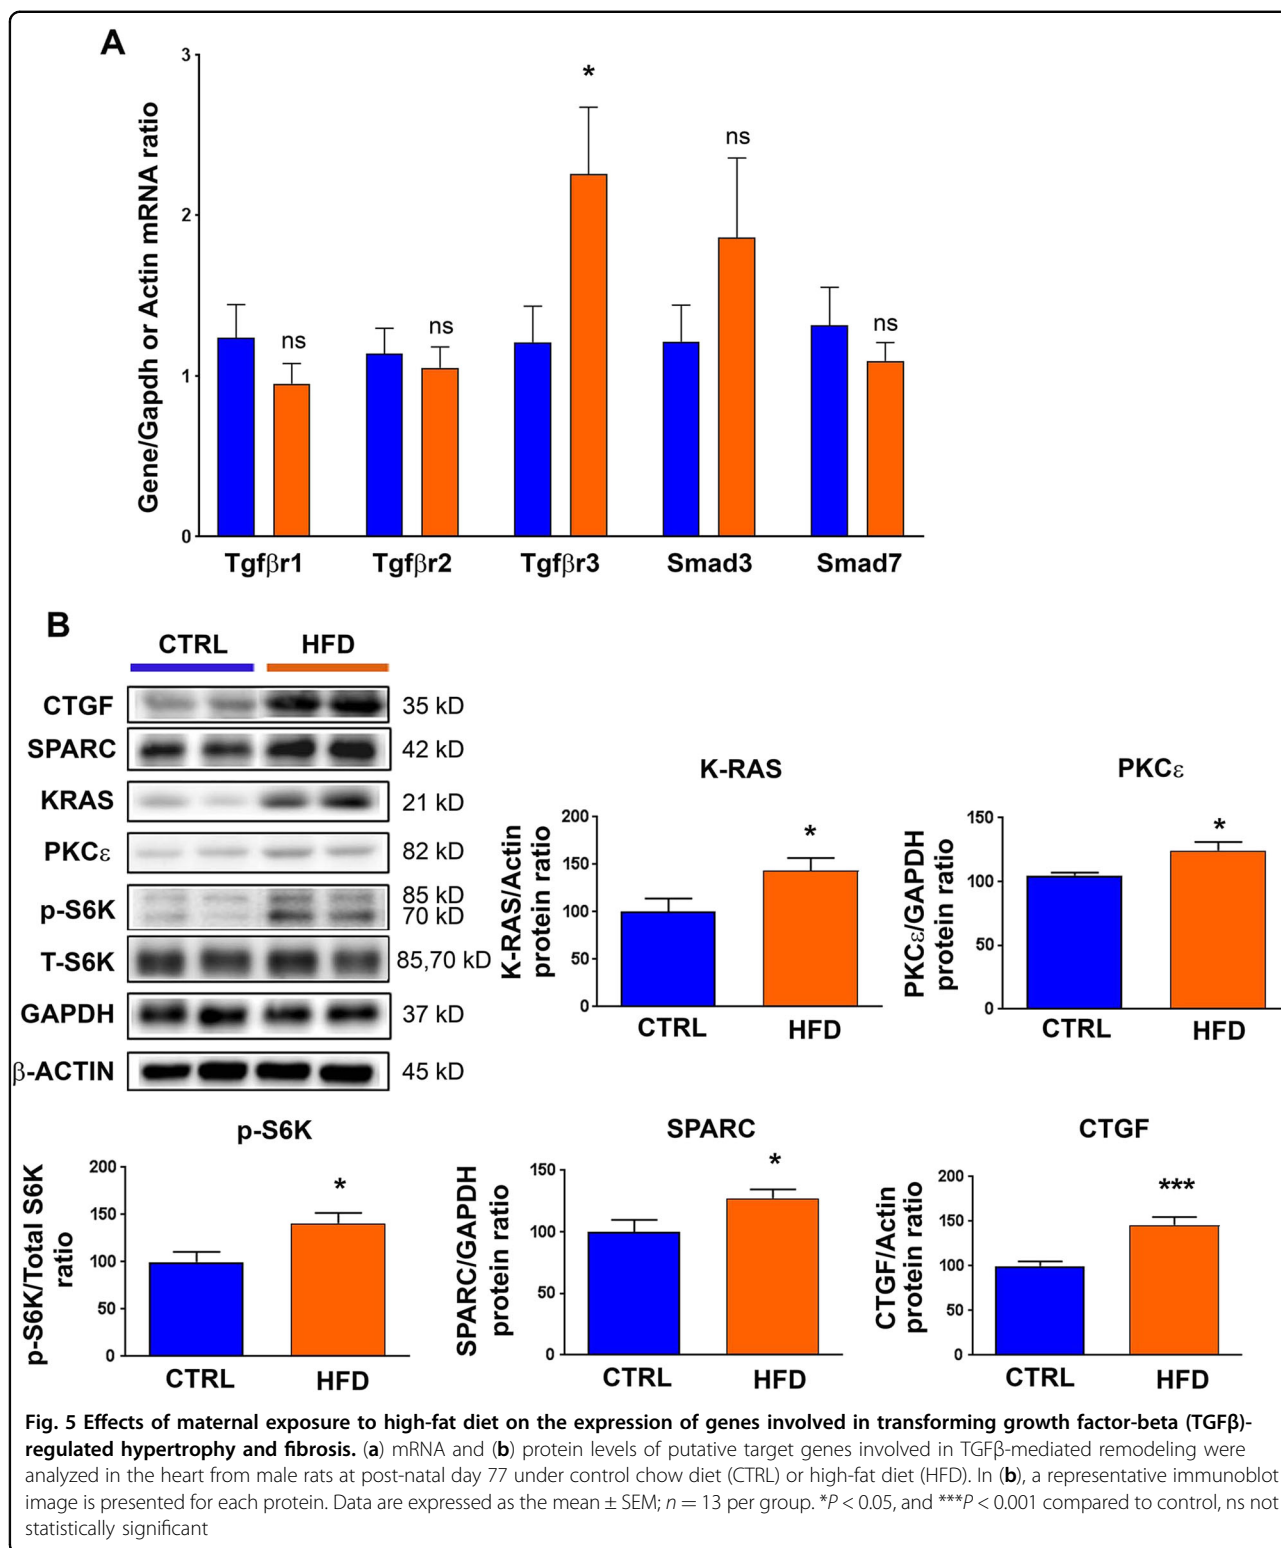 A
Gene/Gapdh or Actin mRNA ratio
3
2
1
0
ns
ns
*
ns
ns
Tgfβr1 Tgfβr2 Tgfβr3 Smad3 Smad7
B
CTRL HFD
CTGF 35 kD
SPARC 42 kD
KRAS 21 kD
PKCε 82 kD
p-S6K 85 kD
70 kD
T-S6K 85,70 kD
GAPDH 37 kD
β-ACTIN 45 kD
K-RAS
K-RAS/Actin
protein ratio
200
150
100
50
0
*
CTRL HFD
PKCε
PKCε/GAPDH
protein ratio
150
100
50
0
*
CTRL HFD
p-S6K
p-S6K/Total S6K
ratio
200
150
100
50
0
*
CTRL HFD
SPARC
SPARC/GAPDH
protein ratio
150
100
50
0
*
CTRL HFD
CTGF
CTGF/Actin
protein ratio
200
150
100
50
0
***
CTRL HFD
Fig. 5 Effects of maternal exposure to high-fat diet on the expression of genes involved in transforming growth factor-beta (TGFβ)-
regulated hypertrophy and fibrosis. (a) mRNA and (b) protein levels of putative target genes involved in TGFβ-mediated remodeling were
analyzed in the heart from male rats at post-natal day 77 under control chow diet (CTRL) or high-fat diet (HFD). In (b), a representative immunoblot
image is presented for each protein. Data are expressed as the mean ± SEM; n = 13 per group. *P < 0.05, and ***P < 0.001 compared to control, ns not
statistically significant